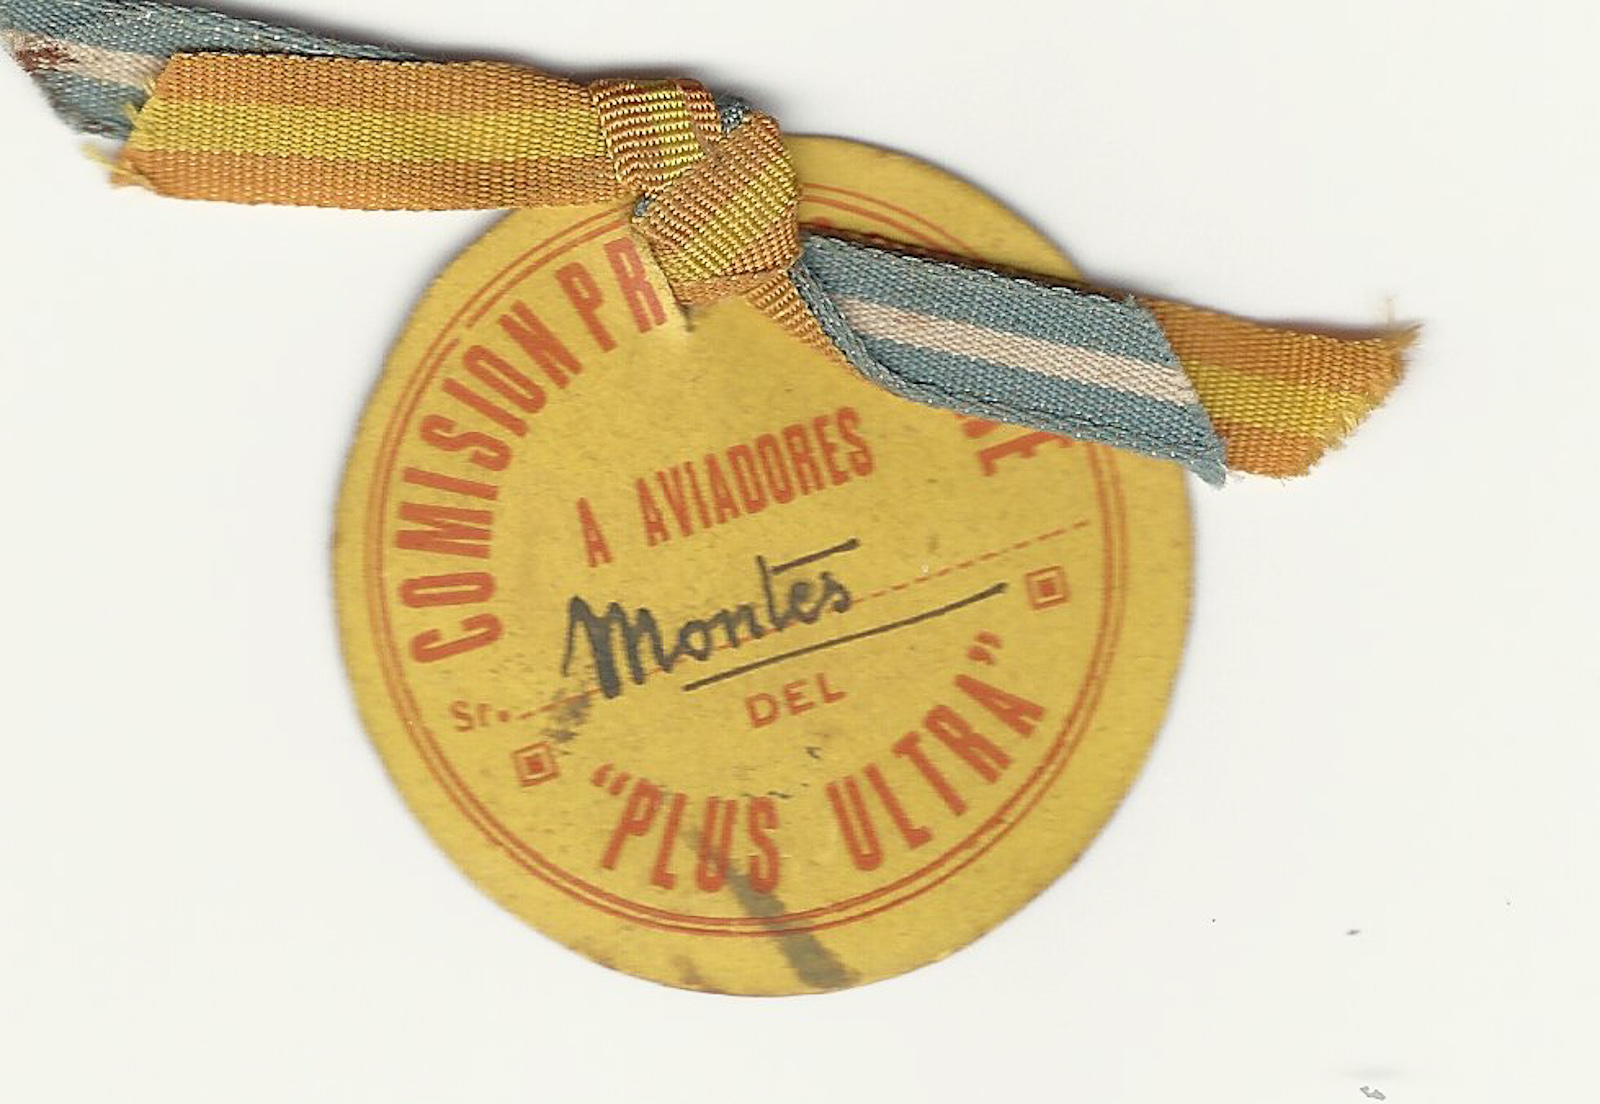 COMISION PR
A AVIADORES
Sr. Montes
DEL
"PLUS ULTRA"